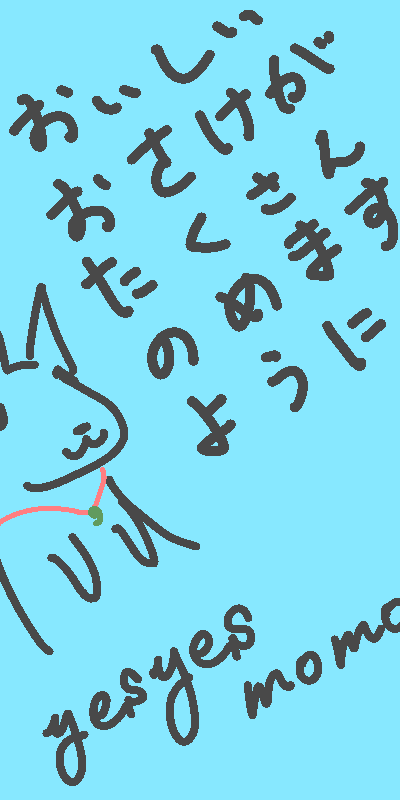 おいしい
おさけが
たくさん
のめます
ように
yesyes
momo